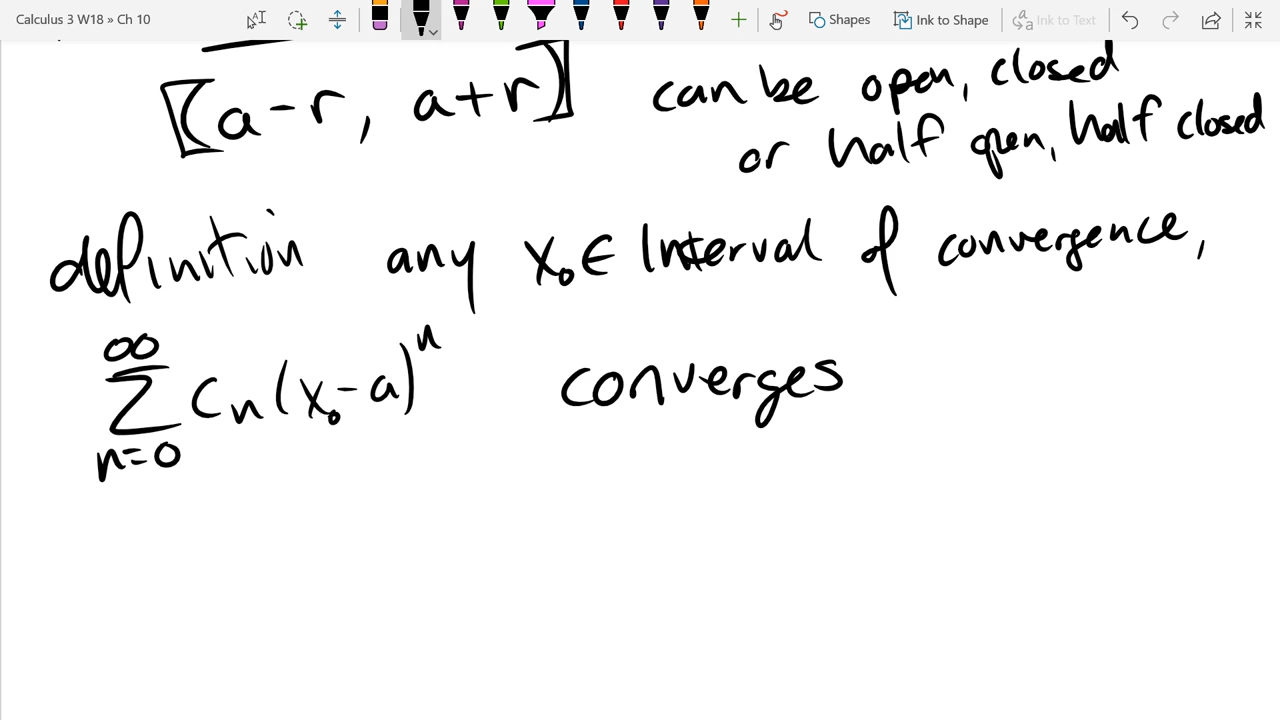 Calculus 3 W18 » Ch 10
Shapes
Ink to Shape
Ink to Text
[(a-r, a+r)] can be open, closed
or half open, half closed
definition any x₀ ∈ Interval of convergence,
∞
∑ cₙ(x₀-a)ⁿ converges
n=0